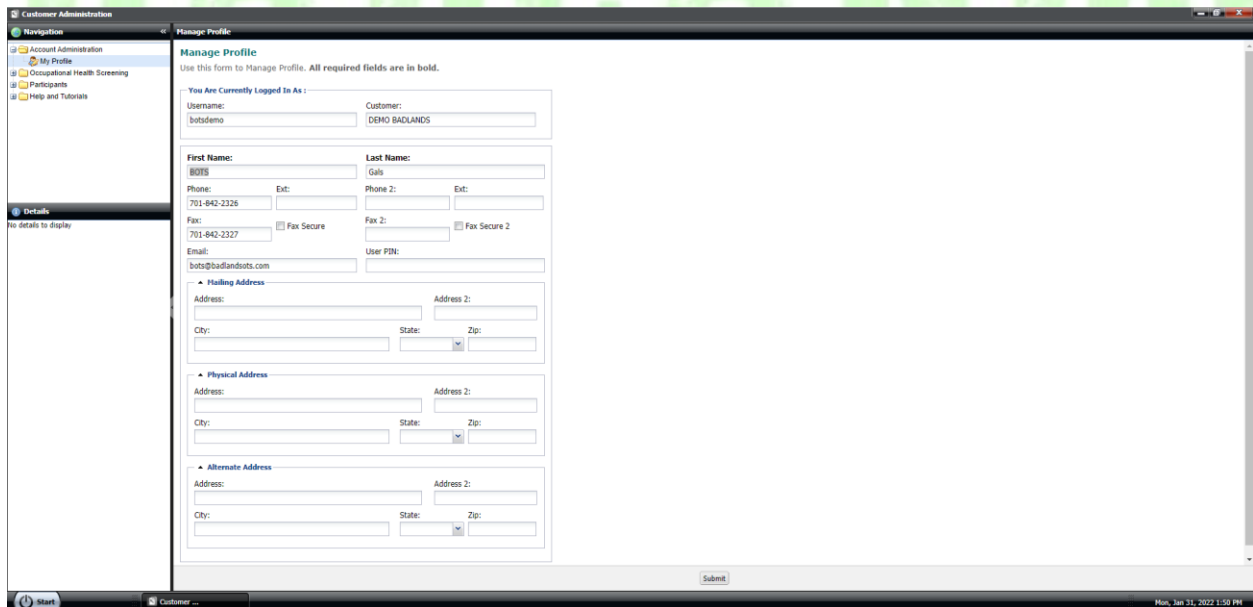 Customer Administration
Navigation
Manage Profile
Account Administration
My Profile
Occupational Health Screening
Participants
Help and Tutorials
Details
No details to display
Manage Profile
Use this form to Manage Profile. All required fields are in bold.
You Are Currently Logged In As :
Username: Customer:
botsdemo DEMO BADLANDS
First Name: Last Name:
BOTS Gals
Phone: Ext: Phone 2: Ext:
701-842-2326
Fax: Fax Secure Fax 2: Fax Secure 2
701-842-2327
Email: User PIN:
bots@badlandsots.com
Mailing Address
Address: Address 2:
City: State: Zip:
Physical Address
Address: Address 2:
City: State: Zip:
Alternate Address
Address: Address 2:
City: State: Zip:
Submit
Start Customer ... Mon, Jan 31, 2022 1:50 PM